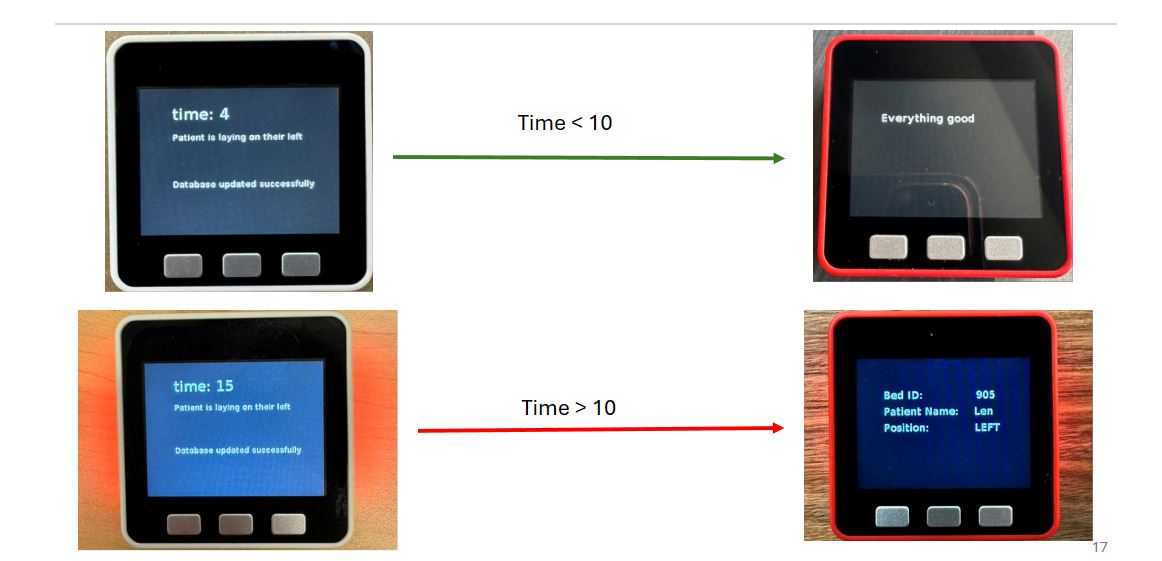 time: 4
Patient is laying on their left
Database updated successfully
Time < 10
Everything good
time: 15
Patient is laying on their left
Database updated successfully
Time > 10
Bed ID: 905
Patient Name: Len
Position: LEFT
17